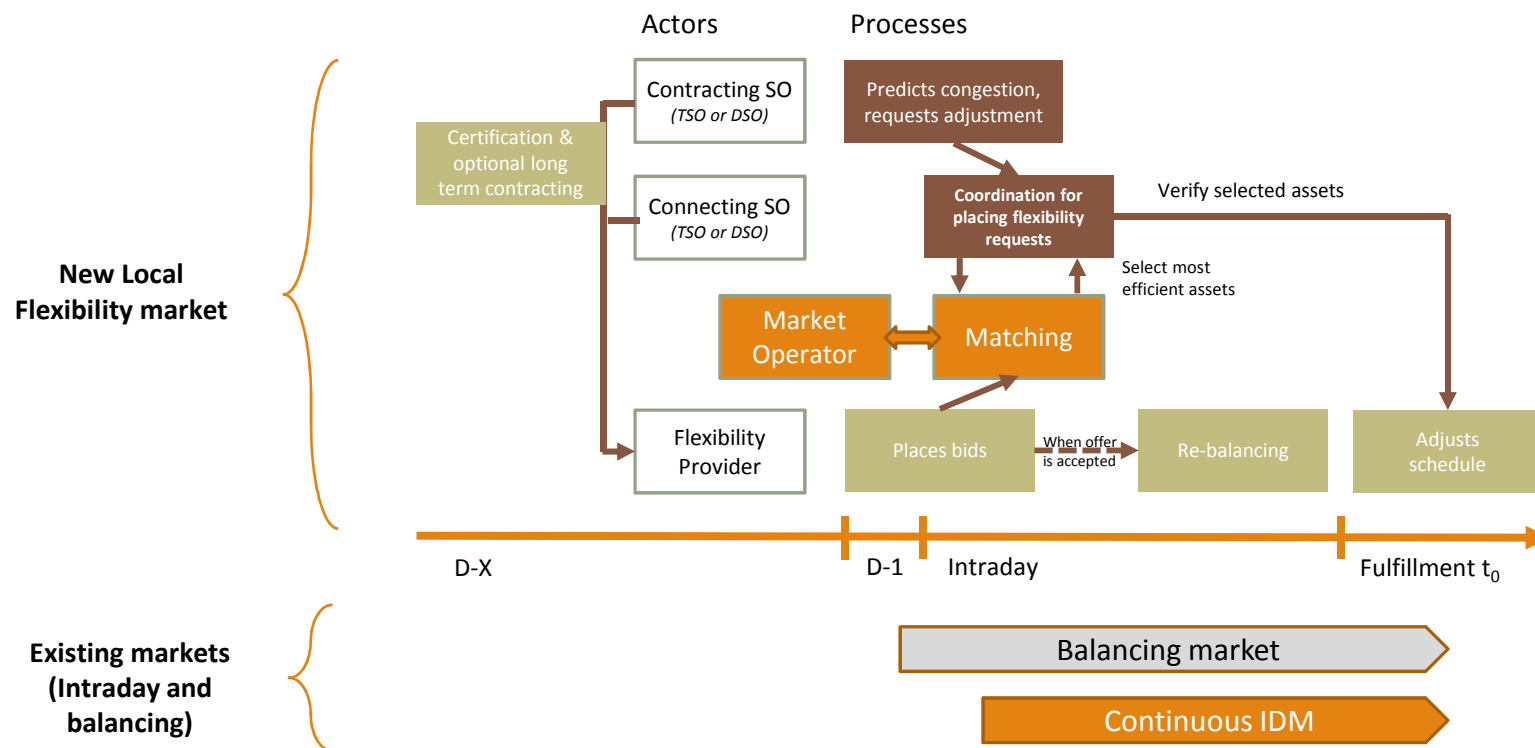 Actors
Processes
Contracting SO
(TSO or DSO)
Predicts congestion,
requests adjustment
Certification &
optional long
term contracting
Connecting SO
(TSO or DSO)
Coordination for
placing flexibility
requests
Verify selected assets
Select most
efficient assets
New Local
Flexibility market
Market
Operator
Matching
Flexibility
Provider
Places bids
When offer
is accepted
Re-balancing
Adjusts
schedule
D-X
D-1
Intraday
Fulfillment t₀
Existing markets
(Intraday and
balancing)
Balancing market
Continuous IDM